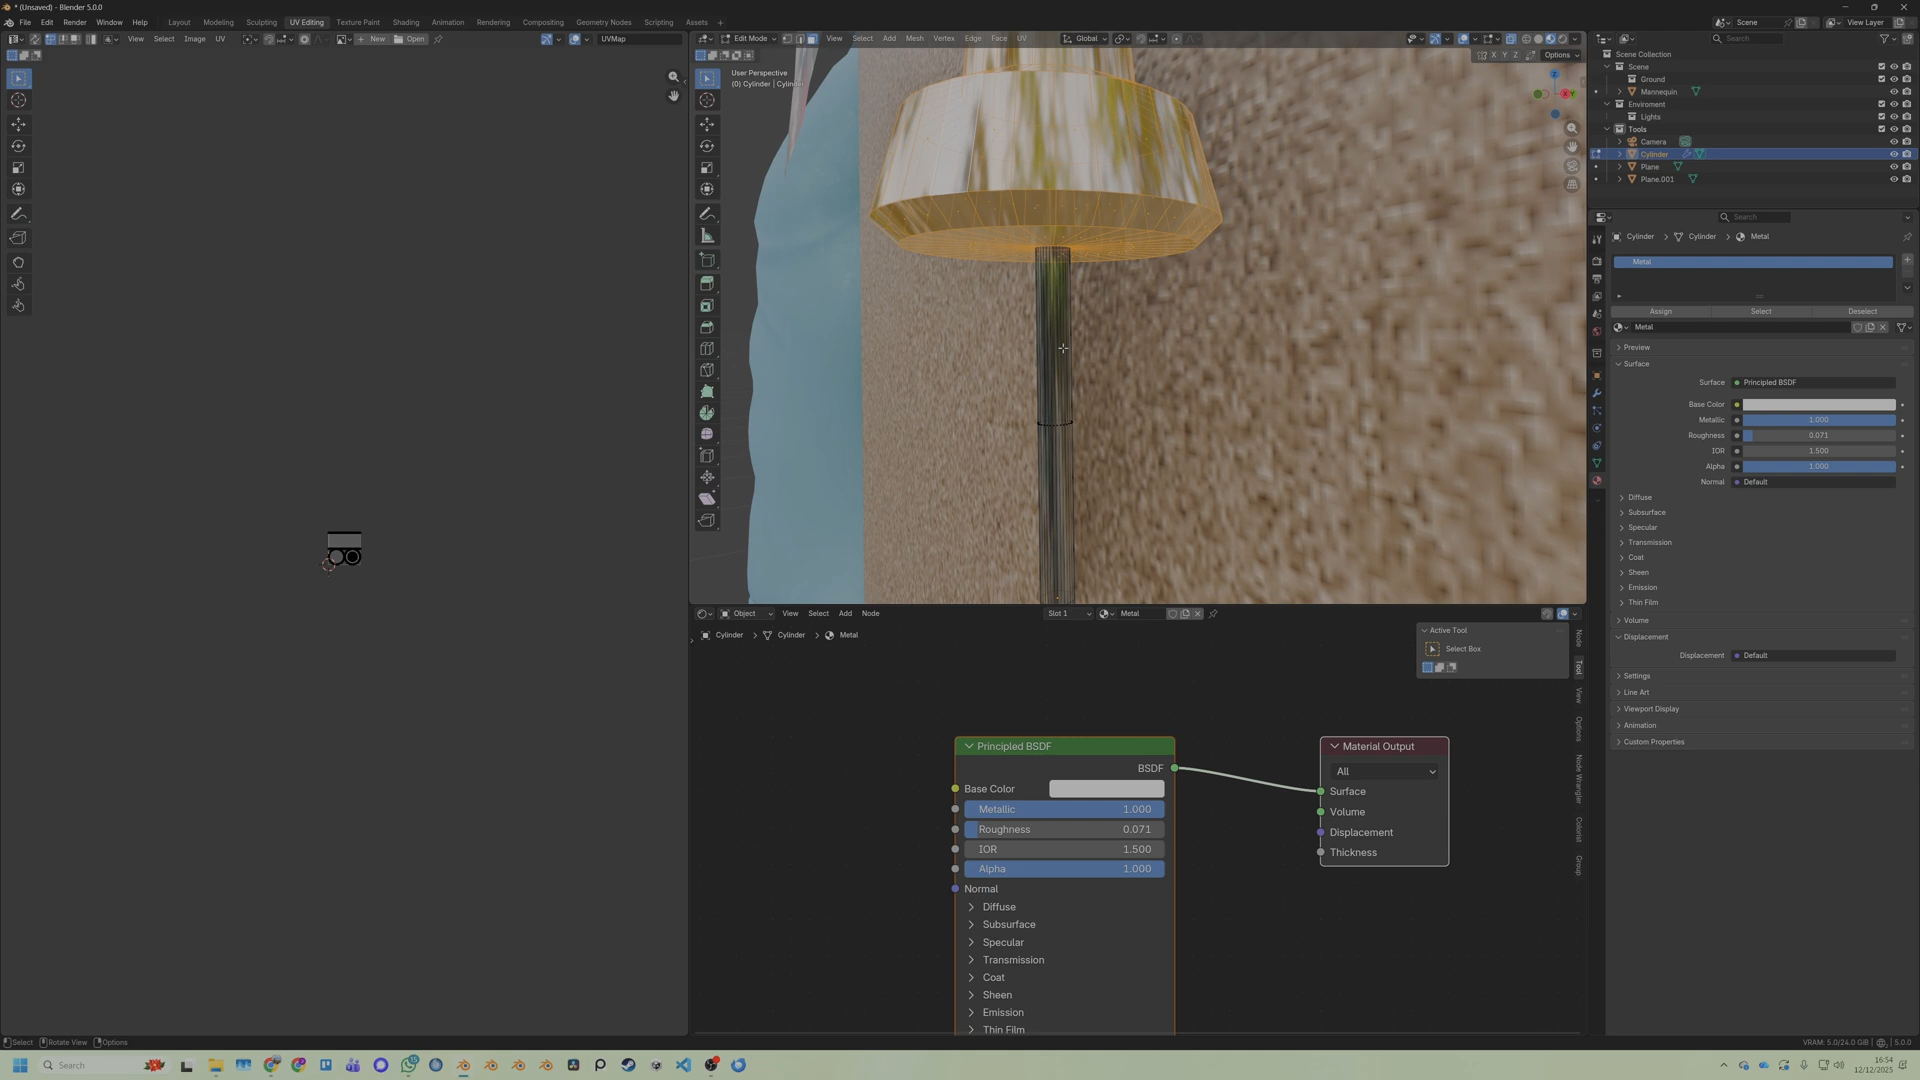 * (Unsaved) - Blender 5.0.0
File Edit Render Window Help Layout Modeling Sculpting UV Editing Texture Paint Shading Animation Rendering Compositing Geometry Nodes Scripting Assets + Scene View Layer
View Select Image UV New Open UVMap
Edit Mode View Select Add Mesh Vertex Edge Face UV Global
X Y Z Options
User Perspective
(0) Cylinder | Cylinder
Z
X Y
Search
Scene Collection
Scene
Ground
Mannequin
Enviroment
Lights
Tools
Camera
Cylinder
Plane
Plane.001
Search
Cylinder > Cylinder > Metal
Metal
Assign Select Deselect
Metal
Preview
Surface
Surface Principled BSDF
Base Color
Metallic 1.000
Roughness 0.071
IOR 1.500
Alpha 1.000
Normal Default
Diffuse
Subsurface
Specular
Transmission
Coat
Sheen
Emission
Thin Film
Volume
Displacement
Displacement Default
Settings
Line Art
Viewport Display
Animation
Custom Properties
Object View Select Add Node Slot 1 Metal
Cylinder > Cylinder > Metal
Active Tool
Select Box
Node
Tool
View
Options
Node Wrangler
Colorist
Group
Principled BSDF
BSDF
Base Color
Metallic 1.000
Roughness 0.071
IOR 1.500
Alpha 1.000
Normal
Diffuse
Subsurface
Specular
Transmission
Coat
Sheen
Emission
Thin Film
Material Output
All
Surface
Volume
Displacement
Thickness
Select Rotate View Options VRAM: 5.0/24.0 GiB 5.0.0
Search
16:54
12/12/2025